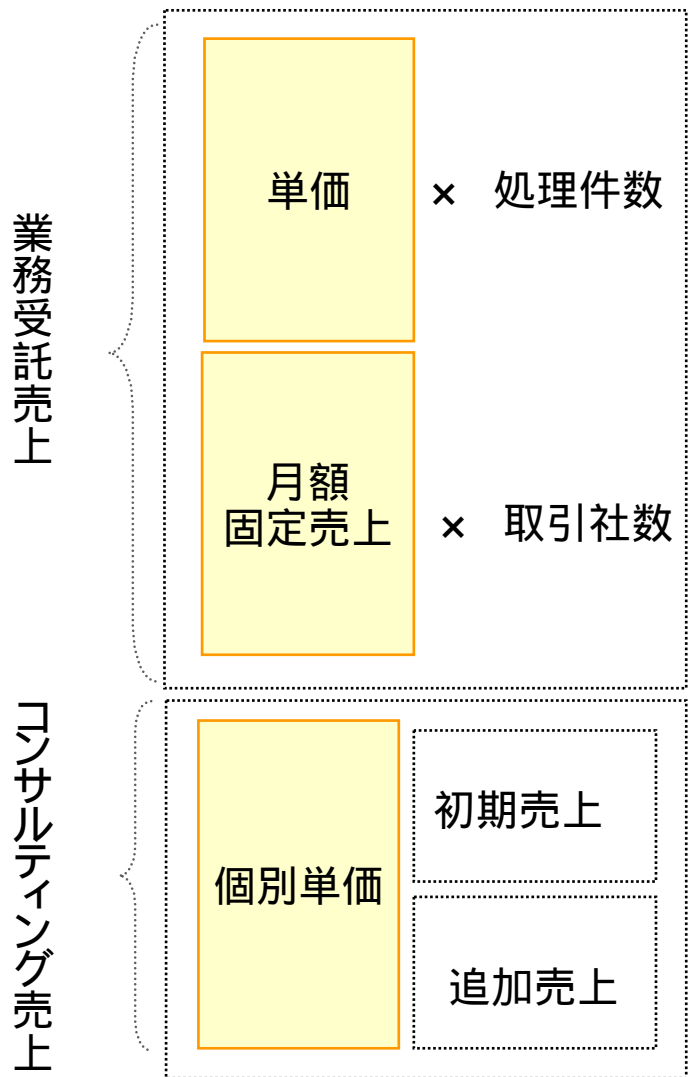 業務受託売上
単価 × 処理件数
月額
固定売上 × 取引社数
コンサルティング売上
個別単価
初期売上
追加売上